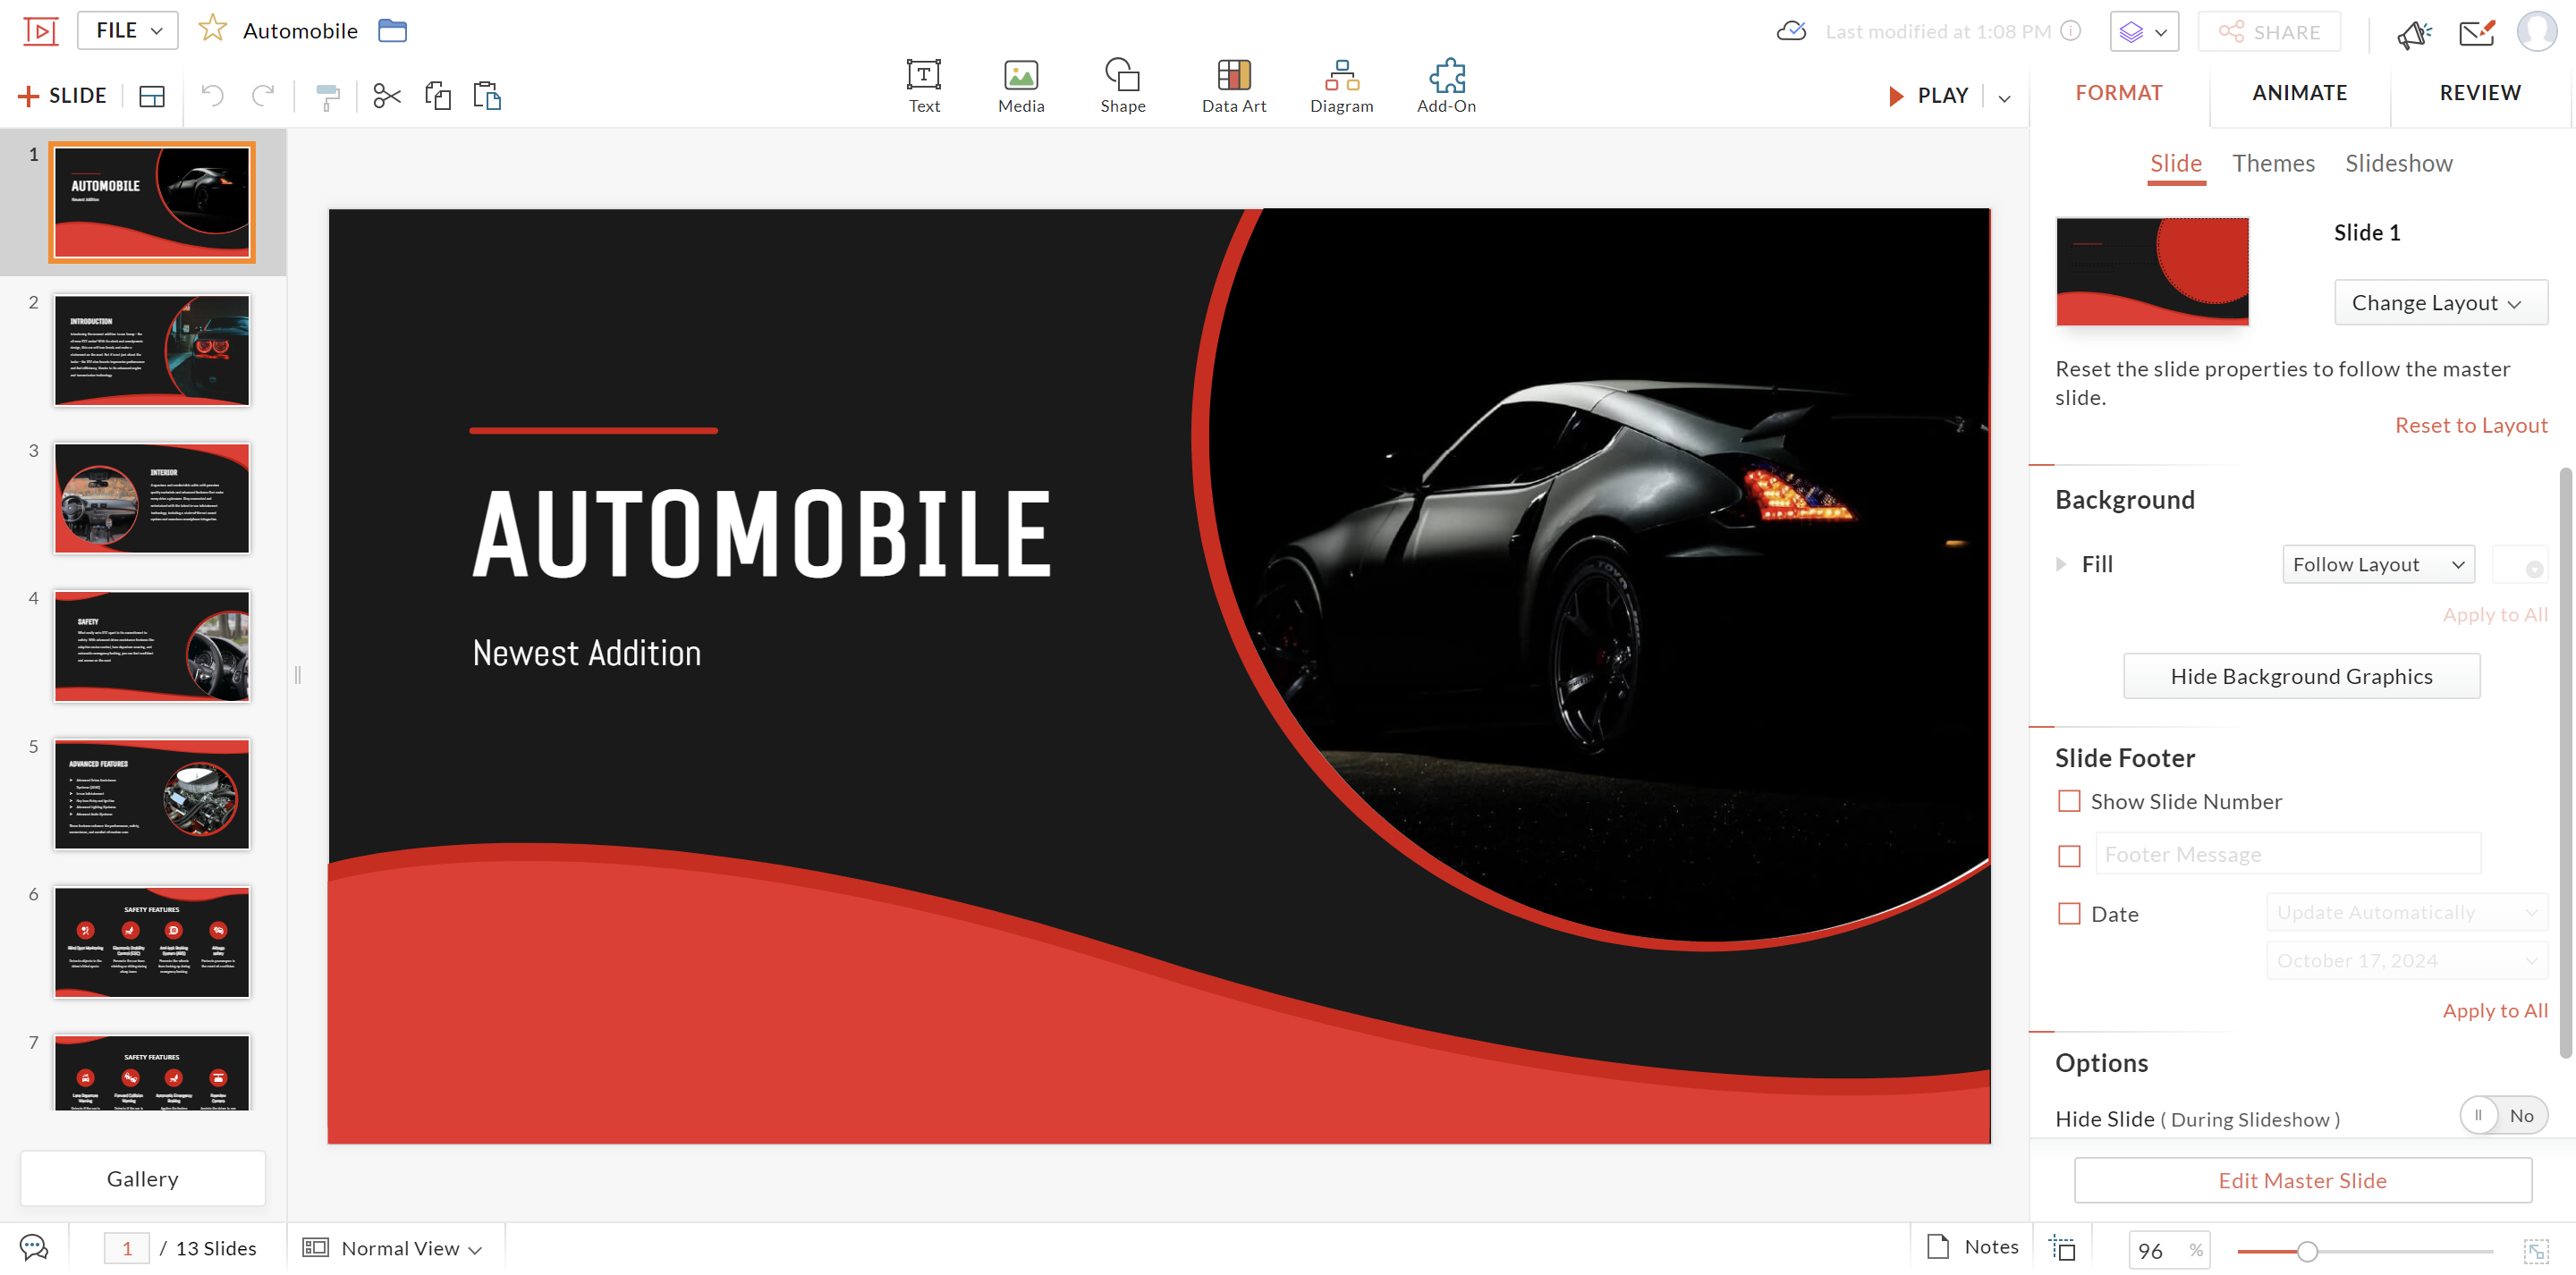 FILE
Automobile
Last modified at 1:08 PM
SHARE
SLIDE
Text
Media
Shape
Data Art
Diagram
Add-On
PLAY
FORMAT
ANIMATE
REVIEW
1
AUTOMOBILE
Newest Addition
2
INTRODUCTION
3
INTERIOR
4
SAFETY
5
ADVANCED FEATURES
6
SAFETY FEATURES
7
SAFETY FEATURES
Gallery
AUTOMOBILE
Newest Addition
Slide Themes Slideshow
Slide 1
Change Layout
Reset the slide properties to follow the master
slide.
Reset to Layout
Background
Fill
Follow Layout
Apply to All
Hide Background Graphics
Slide Footer
Show Slide Number
Footer Message
Date
Update Automatically
October 17, 2024
Apply to All
Options
Hide Slide ( During Slideshow )
No
Edit Master Slide
1 / 13 Slides
Normal View
Notes
96 %